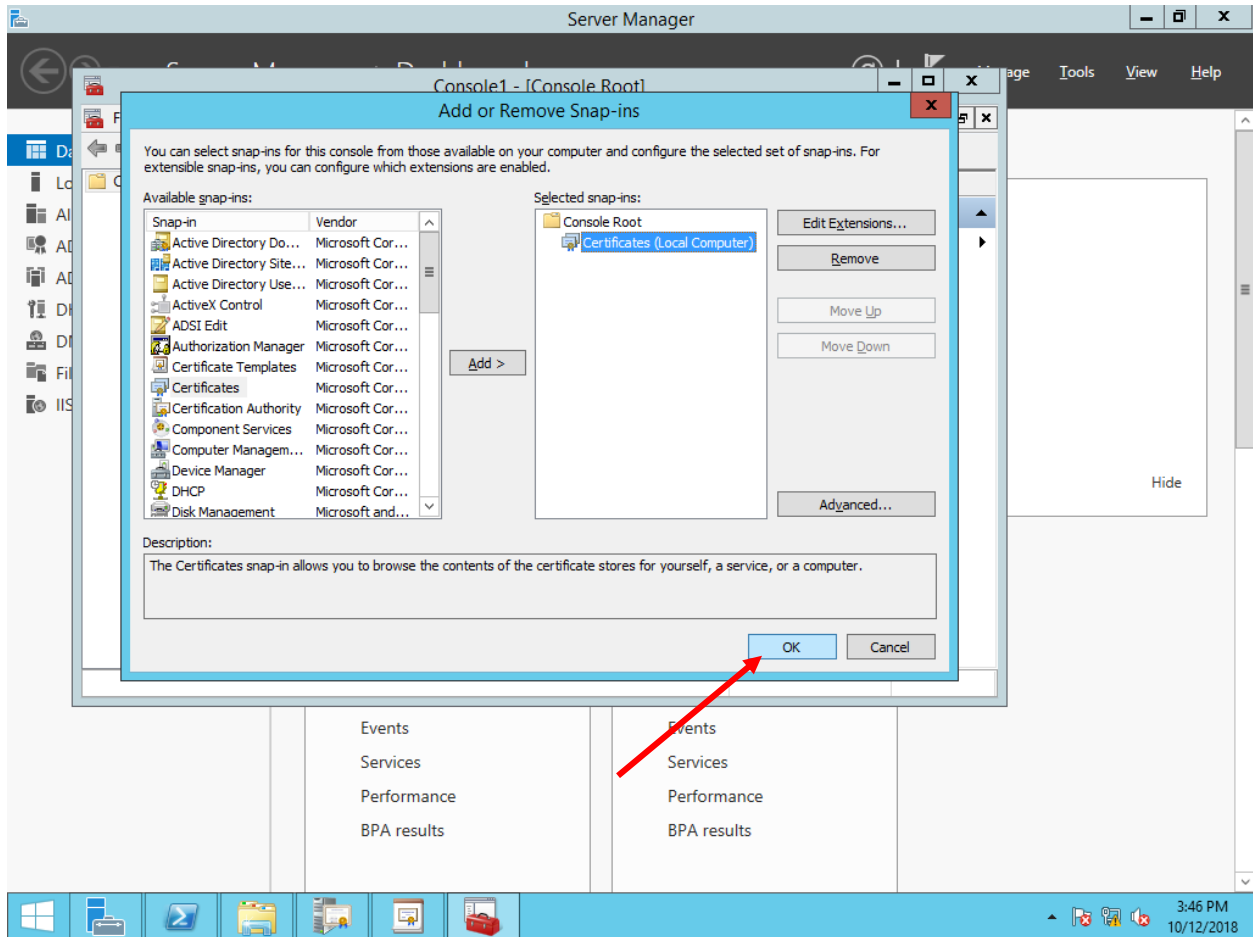 Server Manager
Tools View Help
Console1 - [Console Root]
Add or Remove Snap-ins
You can select snap-ins for this console from those available on your computer and configure the selected set of snap-ins. For
extensible snap-ins, you can configure which extensions are enabled.
Available snap-ins:
Snap-in Vendor
Active Directory Do... Microsoft Cor...
Active Directory Site... Microsoft Cor...
Active Directory Use... Microsoft Cor...
ActiveX Control Microsoft Cor...
ADSI Edit Microsoft Cor...
Authorization Manager Microsoft Cor...
Certificate Templates Microsoft Cor...
Certificates Microsoft Cor...
Certification Authority Microsoft Cor...
Component Services Microsoft Cor...
Computer Managem... Microsoft Cor...
Device Manager Microsoft Cor...
DHCP Microsoft Cor...
Disk Management Microsoft and...
Add >
Selected snap-ins:
Console Root
Certificates (Local Computer)
Edit Extensions...
Remove
Move Up
Move Down
Advanced...
Description:
The Certificates snap-in allows you to browse the contents of the certificate stores for yourself, a service, or a computer.
OK Cancel
IIS
Hide
Events
Services
Performance
BPA results
Events
Services
Performance
BPA results
3:46 PM
10/12/2018